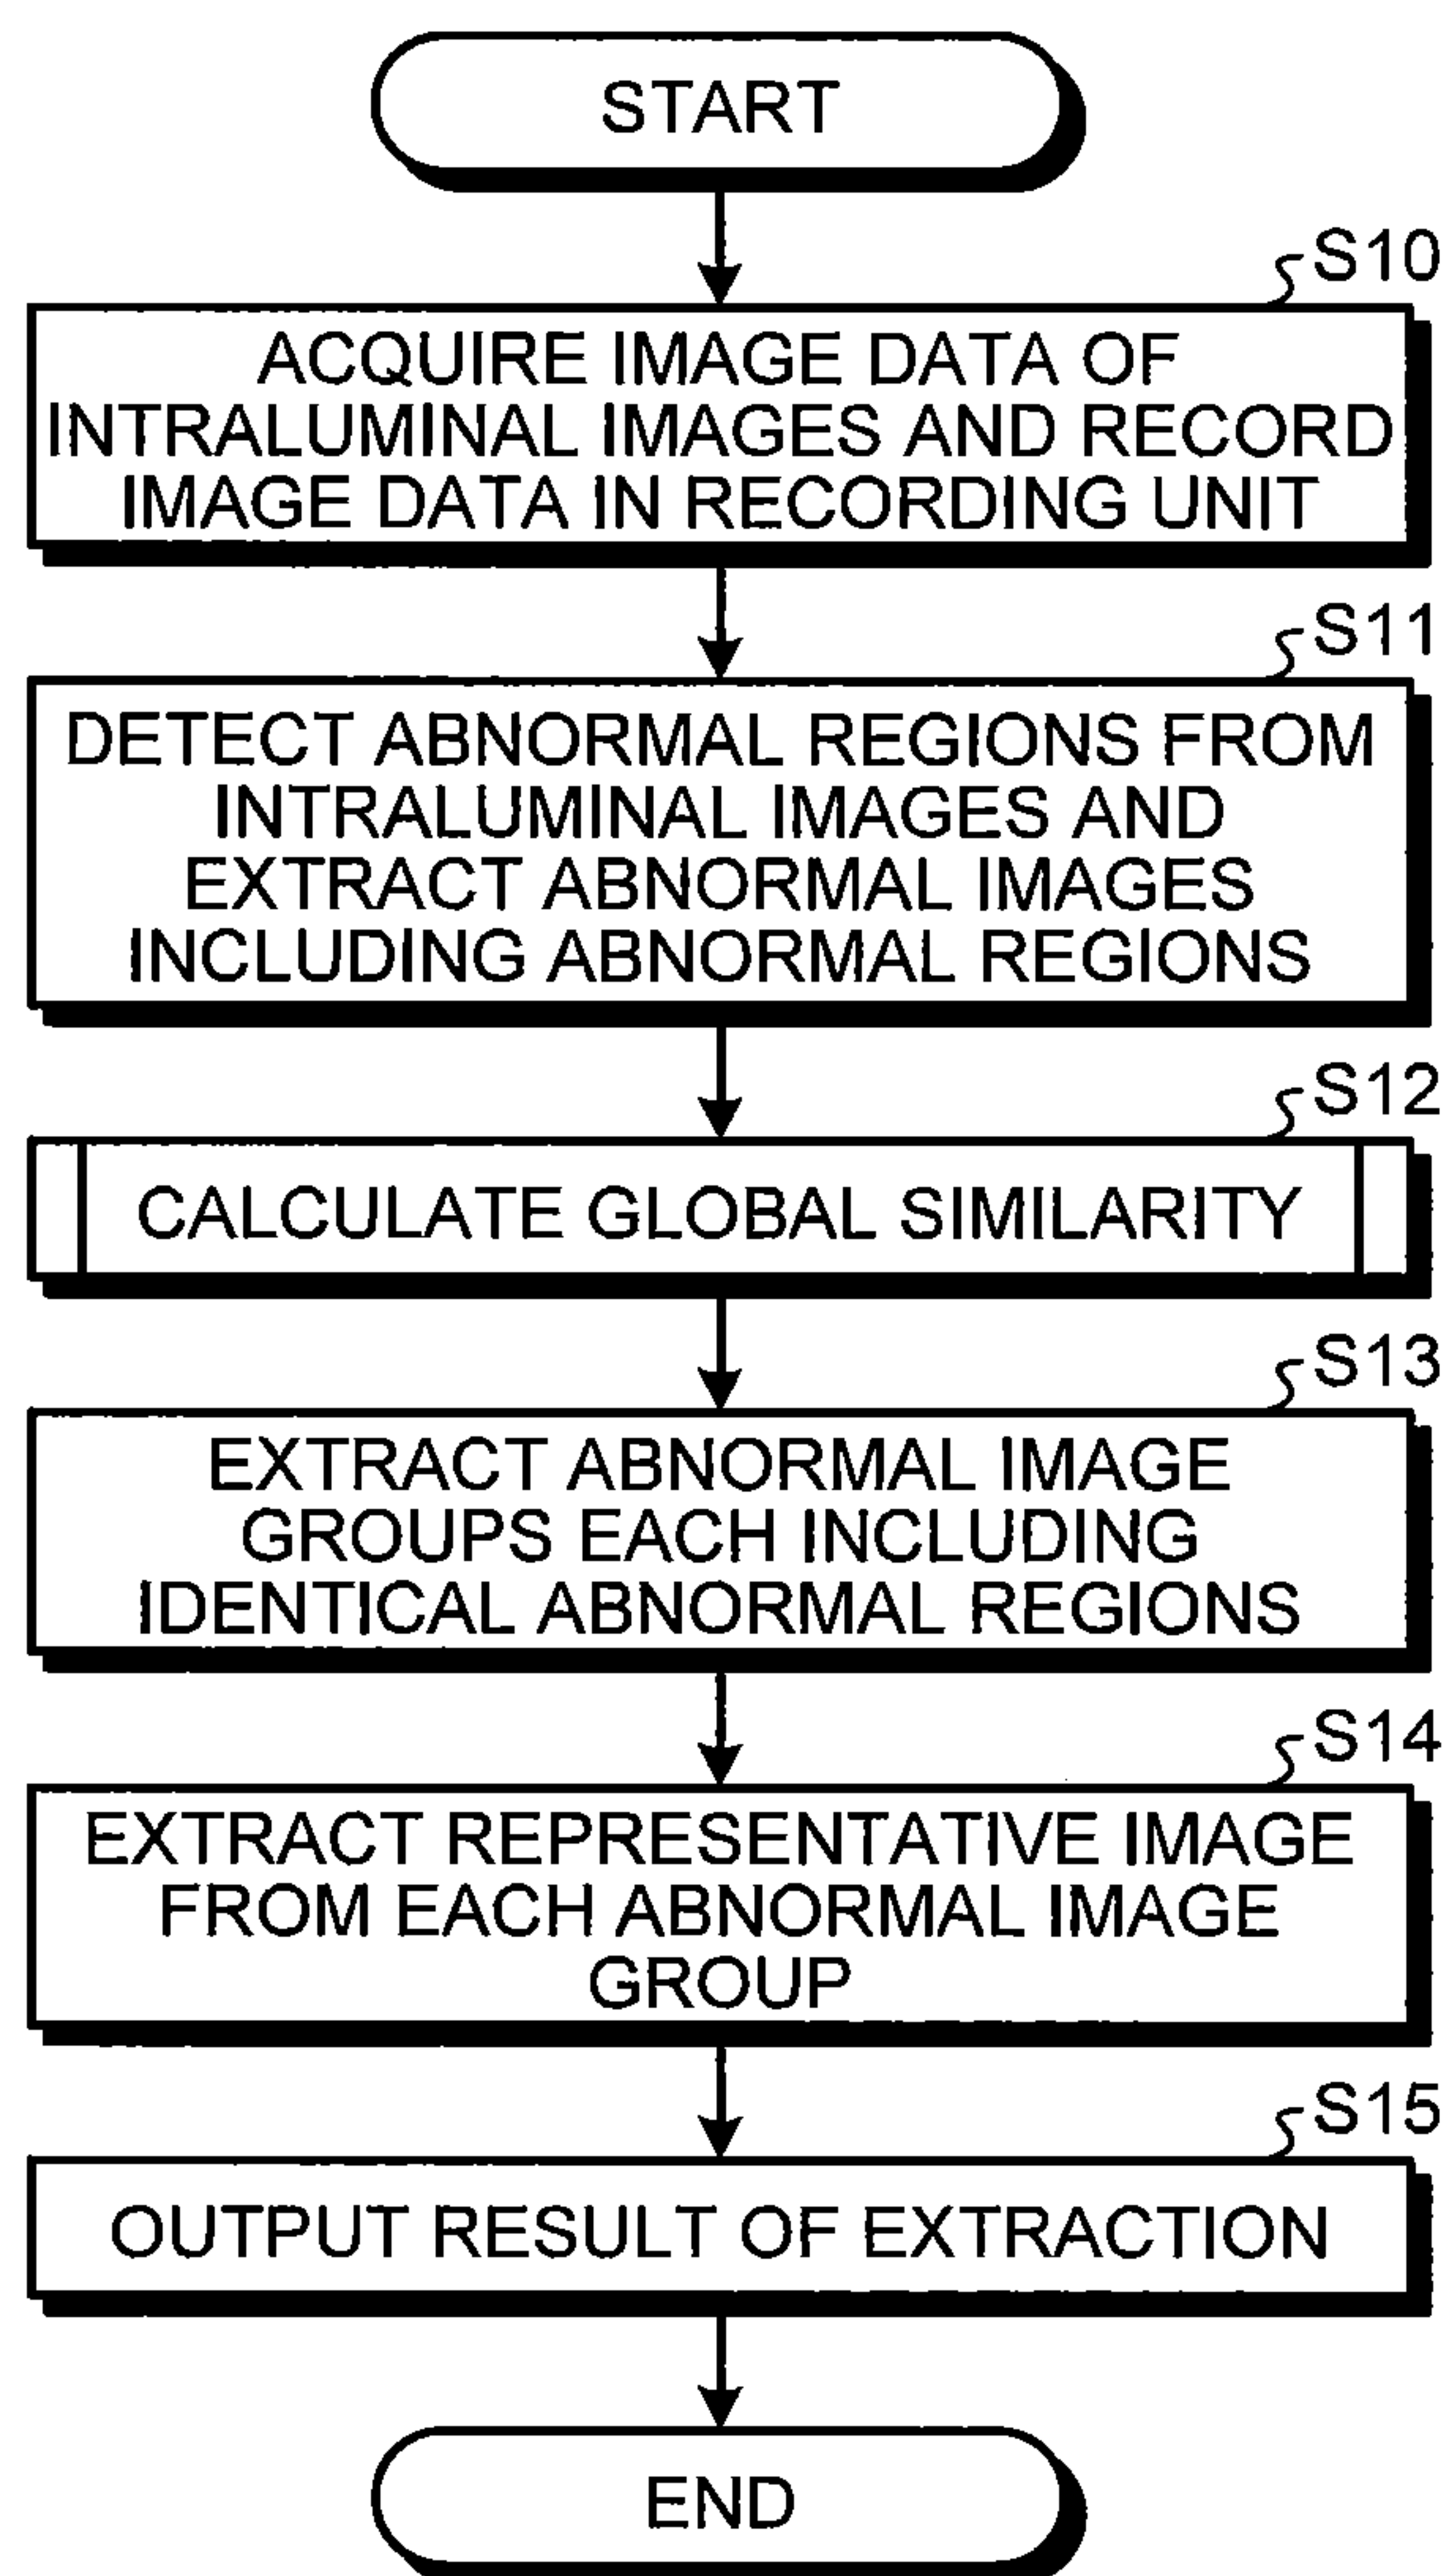 START
S10
ACQUIRE IMAGE DATA OF
INTRALUMINAL IMAGES AND RECORD
IMAGE DATA IN RECORDING UNIT
S11
DETECT ABNORMAL REGIONS FROM
INTRALUMINAL IMAGES AND
EXTRACT ABNORMAL IMAGES
INCLUDING ABNORMAL REGIONS
S12
CALCULATE GLOBAL SIMILARITY
S13
EXTRACT ABNORMAL IMAGE
GROUPS EACH INCLUDING
IDENTICAL ABNORMAL REGIONS
S14
EXTRACT REPRESENTATIVE IMAGE
FROM EACH ABNORMAL IMAGE
GROUP
S15
OUTPUT RESULT OF EXTRACTION
END